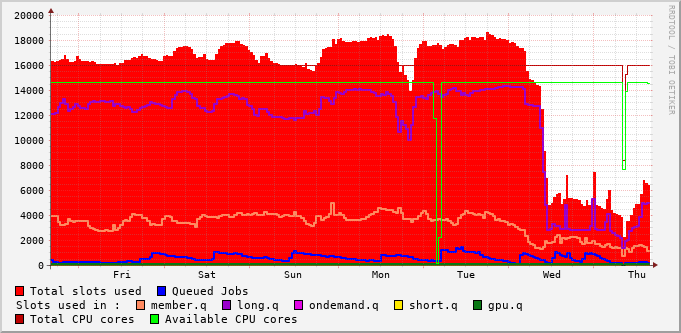 20000
18000
16000
14000
12000
10000
8000
6000
4000
2000
0
Fri Sat Sun Mon Tue Wed Thu
RRDTOOL / TOBI OETIKER
Total slots used Queued Jobs
Slots used in : member.q long.q ondemand.q short.q gpu.q
Total CPU cores Available CPU cores